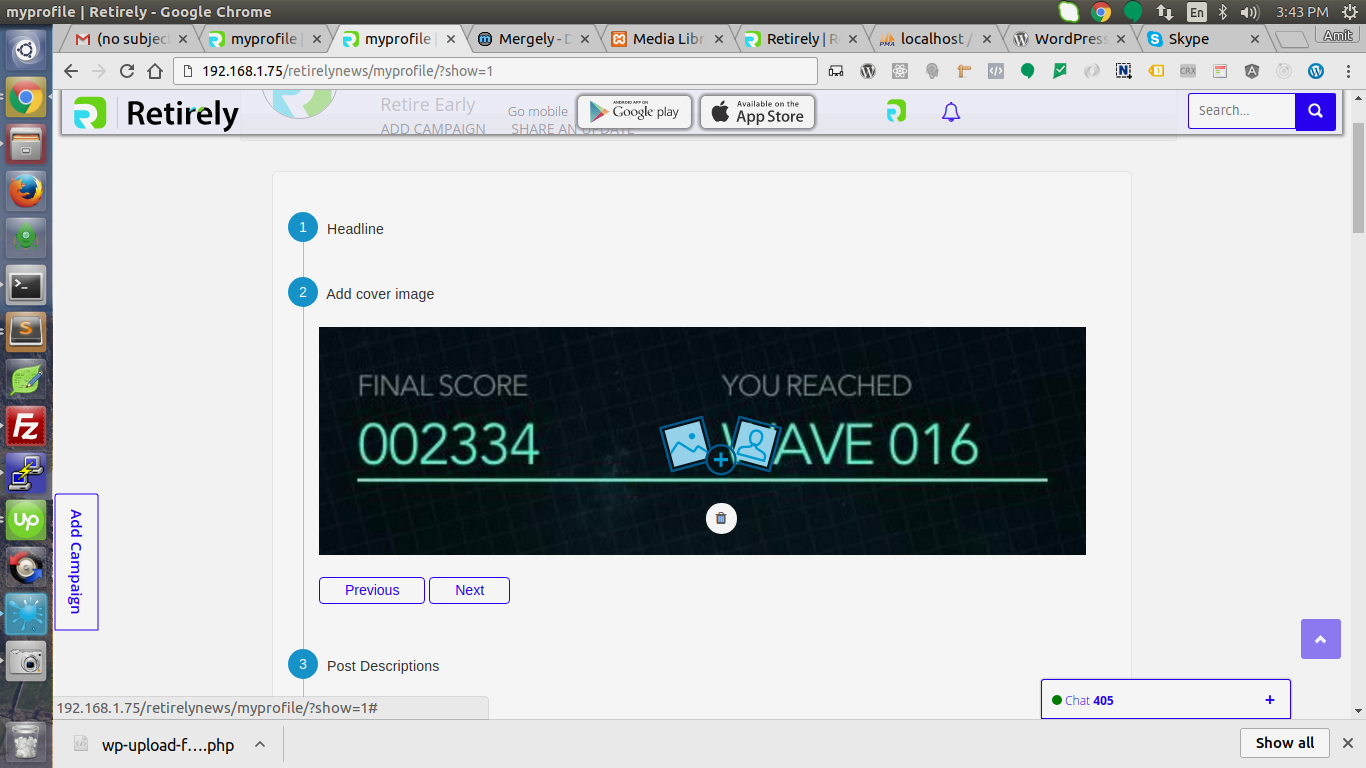 myprofile | Retirely - Google Chrome
En
3:43 PM
(no subjec
myprofile |
myprofile |
Mergely - D
Media Libr
Retirely | R
localhost /
WordPress
Skype
Amit
192.168.1.75/retirelynews/myprofile/?show=1
Retirely
Retire Early
ADD CAMPAIGN
SHARE AN UPDATE
Go mobile
ANDROID APP ON
Google play
Available on the
App Store
Search...
1 Headline
2 Add cover image
FINAL SCORE
YOU REACHED
002334
WAVE 016
Previous
Next
3 Post Descriptions
Add Campaign
Chat 405
+
192.168.1.75/retirelynews/myprofile/?show=1#
wp-upload-f....php
Show all